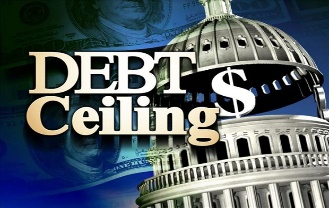 DEBT
Ceiling
$